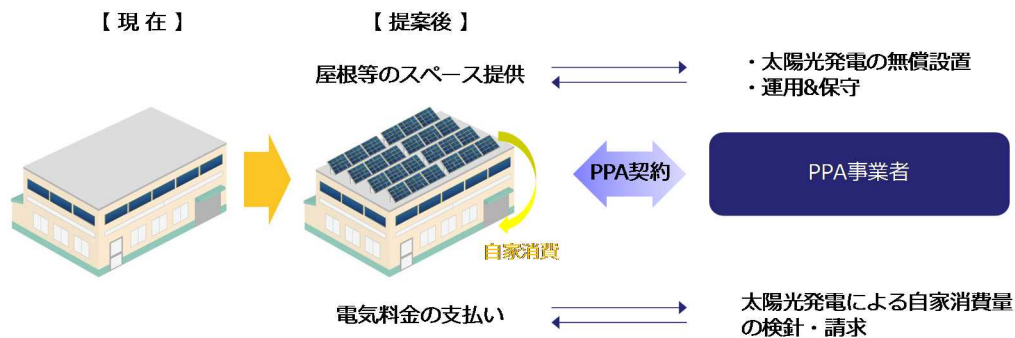 【 現 在 】
【 提案後 】
屋根等のスペース提供
・太陽光発電の無償設置
・運用&保守
PPA契約
PPA事業者
自家消費
電気料金の支払い
太陽光発電による自家消費量
の検針・請求